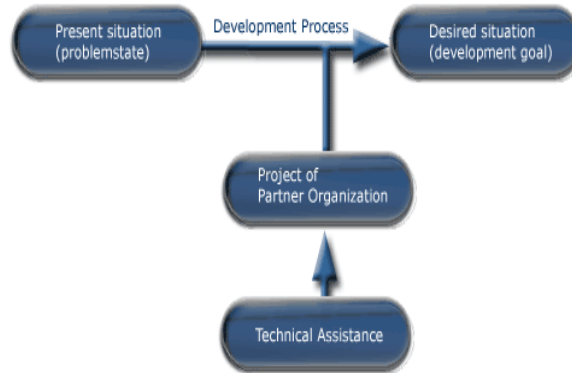 Present situation
(problemstate)
Development Process
Desired situation
(development goal)
Project of
Partner Organization
Technical Assistance